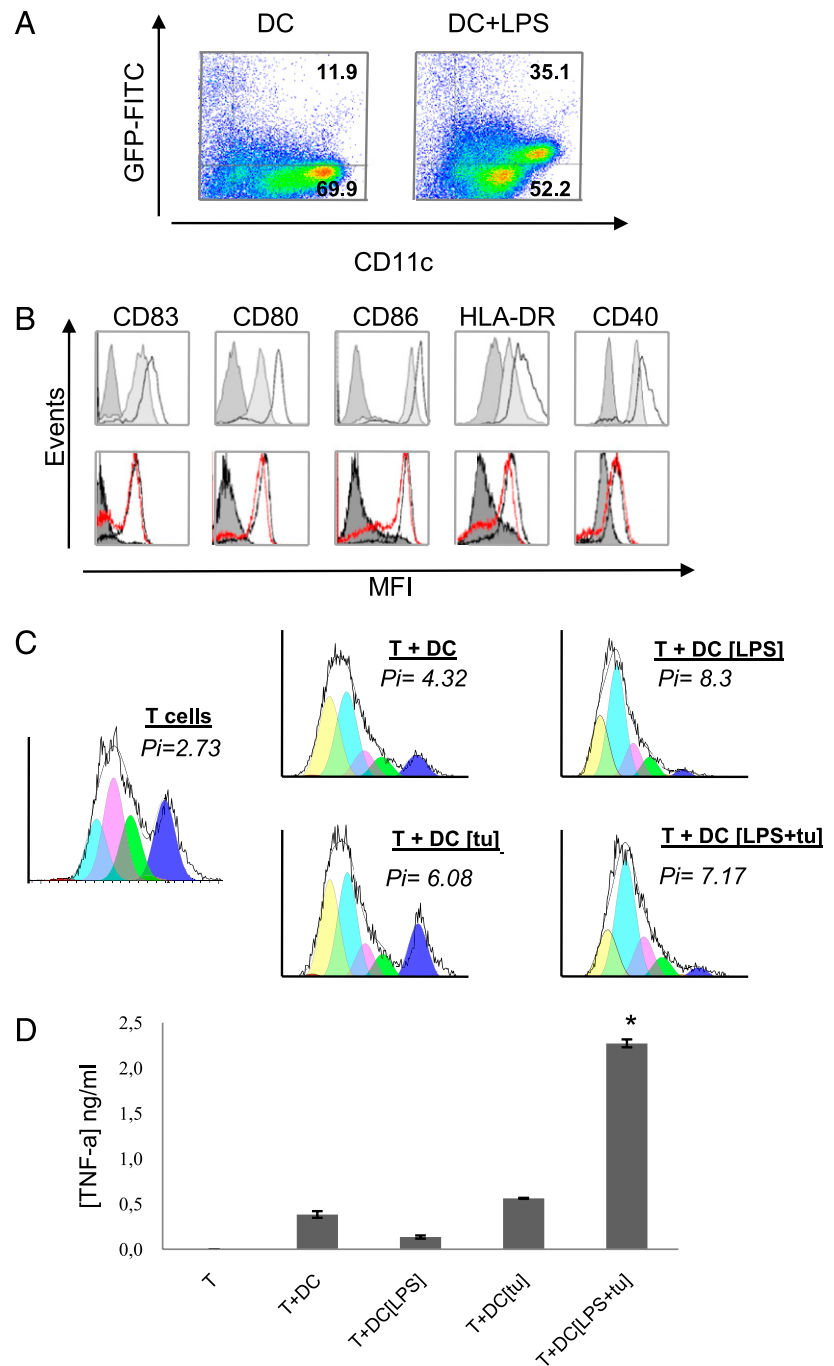 A
DC
DC+LPS
11.9
35.1
GFP-FITC
69.9
52.2
CD11c
B
CD83 CD80 CD86 HLA-DR CD40
Events
MFI
C
T cells
Pi=2.73
T + DC
Pi= 4.32
T + DC [LPS]
Pi= 8.3
T + DC [tu]
Pi= 6.08
T + DC [LPS+tu]
Pi= 7.17
D
[TNF-a] ng/ml
2,5
2,0
1,5
1,0
0,5
0,0
*
T
T+DC
T+DC[LPS]
T+DC[tu]
T+DC[LPS+tu]